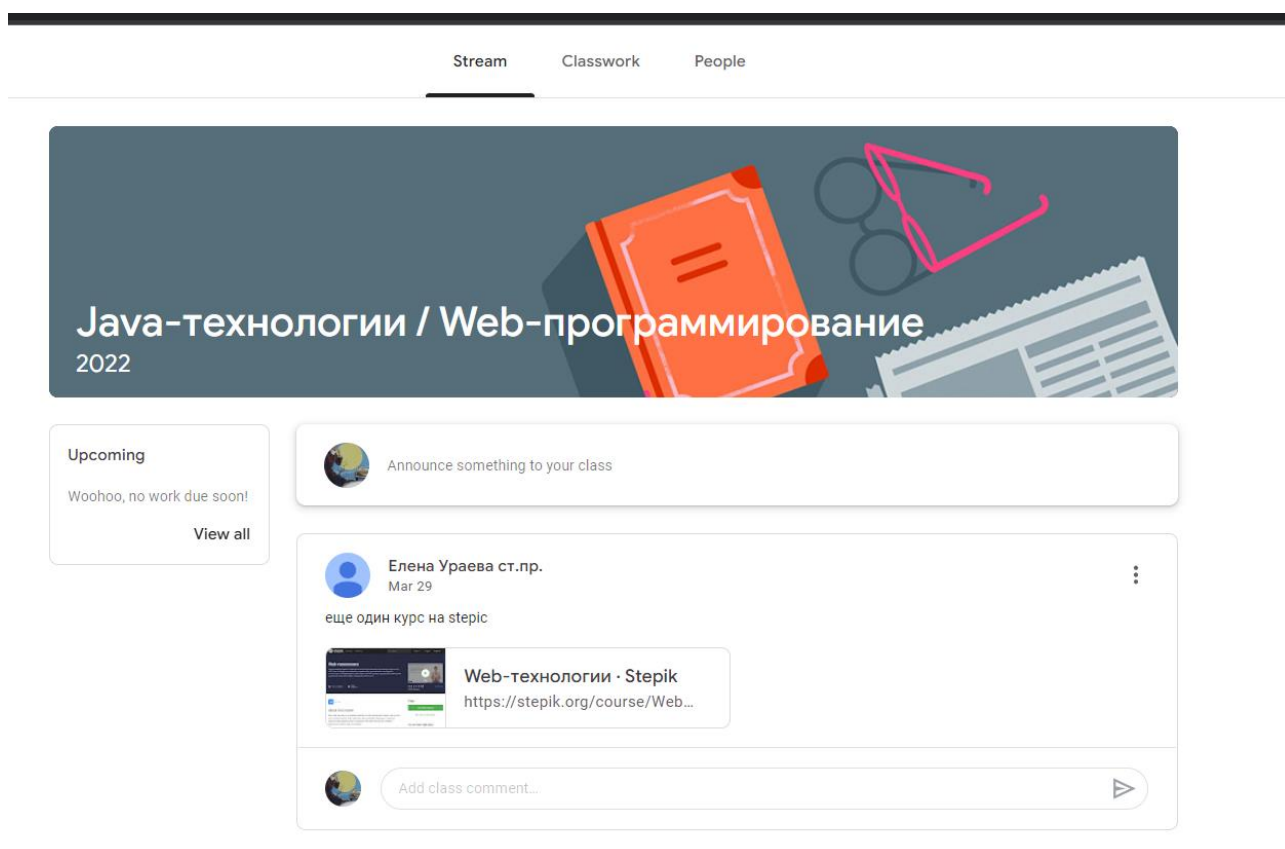 Stream Classwork People
Java-технологии / Web-программирование
2022
Upcoming
Woohoo, no work due soon!
View all
Announce something to your class
Елена Ураева ст.пр.
Mar 29
еще один курс на stepic
Web-технологии · Stepik
https://stepik.org/course/Web...
Add class comment...